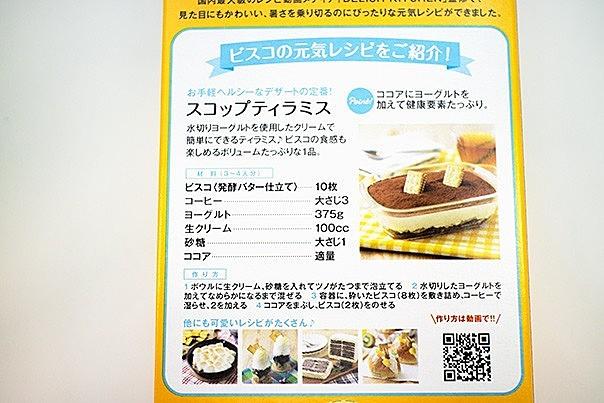 国内最大級のレシピ動画メディア「DELISH KITCHEN」監修で、
見た目にもかわいい、暑さを乗り切るのにぴったりな元気レシピができました。
ビスコの元気レシピをご紹介!
お手軽ヘルシーなデザートの定番!
スコップティラミス
Point!
ココアにヨーグルトを
加えて健康要素たっぷり。
水切りヨーグルトを使用したクリームで
簡単にできるティラミス♪ビスコの食感も
楽しめるボリュームたっぷりな1品。
材料(3〜4人分)
ビスコ〈発酵バター仕立て〉 10枚
コーヒー 大さじ3
ヨーグルト 375g
生クリーム 100cc
砂糖 大さじ1
ココア 適量
作り方
1 ボウルに生クリーム、砂糖を入れてツノがたつまで泡立てる 2 水切りしたヨーグルトを
加えてなめらかになるまで混ぜる 3 容器に、砕いたビスコ(8枚)を敷き詰め、コーヒーで
湿らせ、2を加える 4 ココアをまぶし、ビスコ(2枚)をのせる
他にも可愛いレシピがたくさん♪
作り方は動画で!!